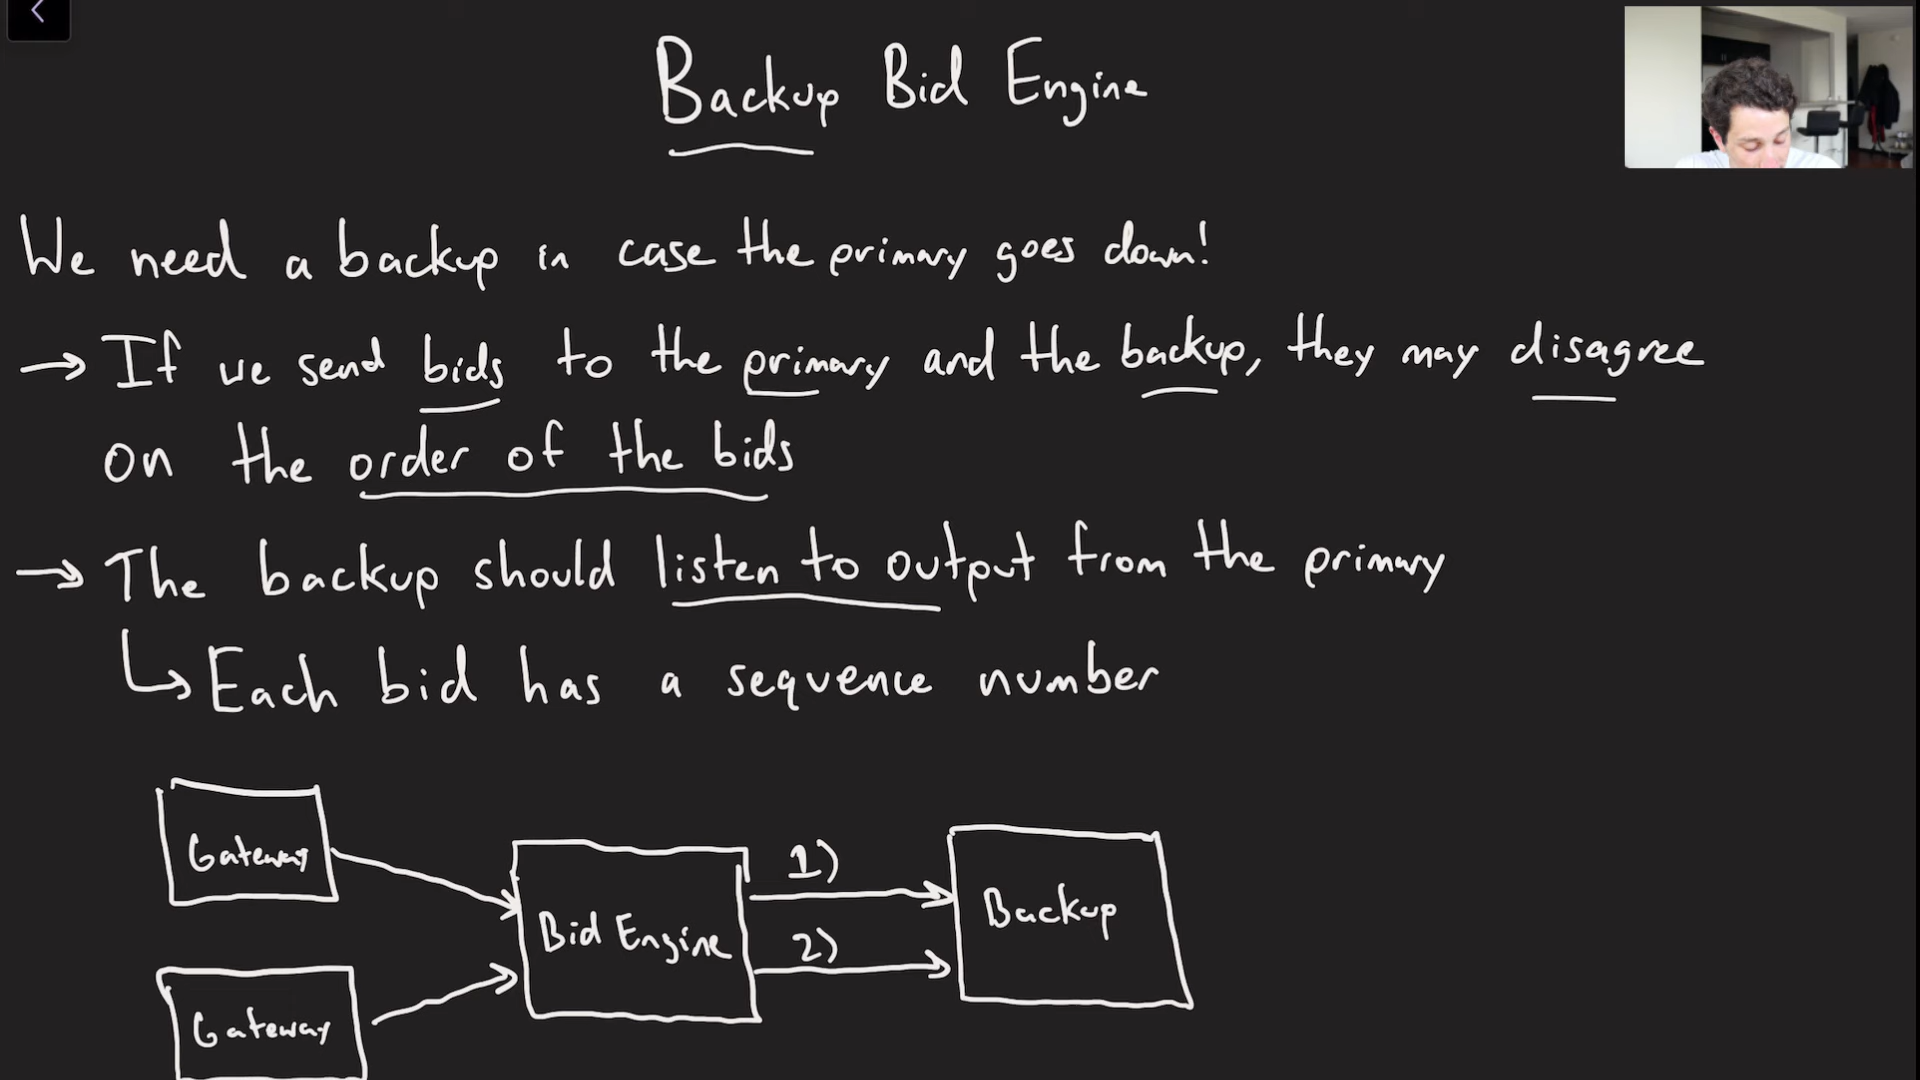 Backup Bid Engine
We need a backup in case the primary goes down!
→ If we send bids to the primary and the backup, they may disagree
on the order of the bids
→ The backup should listen to output from the primary
↳ Each bid has a sequence number
Gateway
1)
Backup
Bid Engine
2)
Gateway